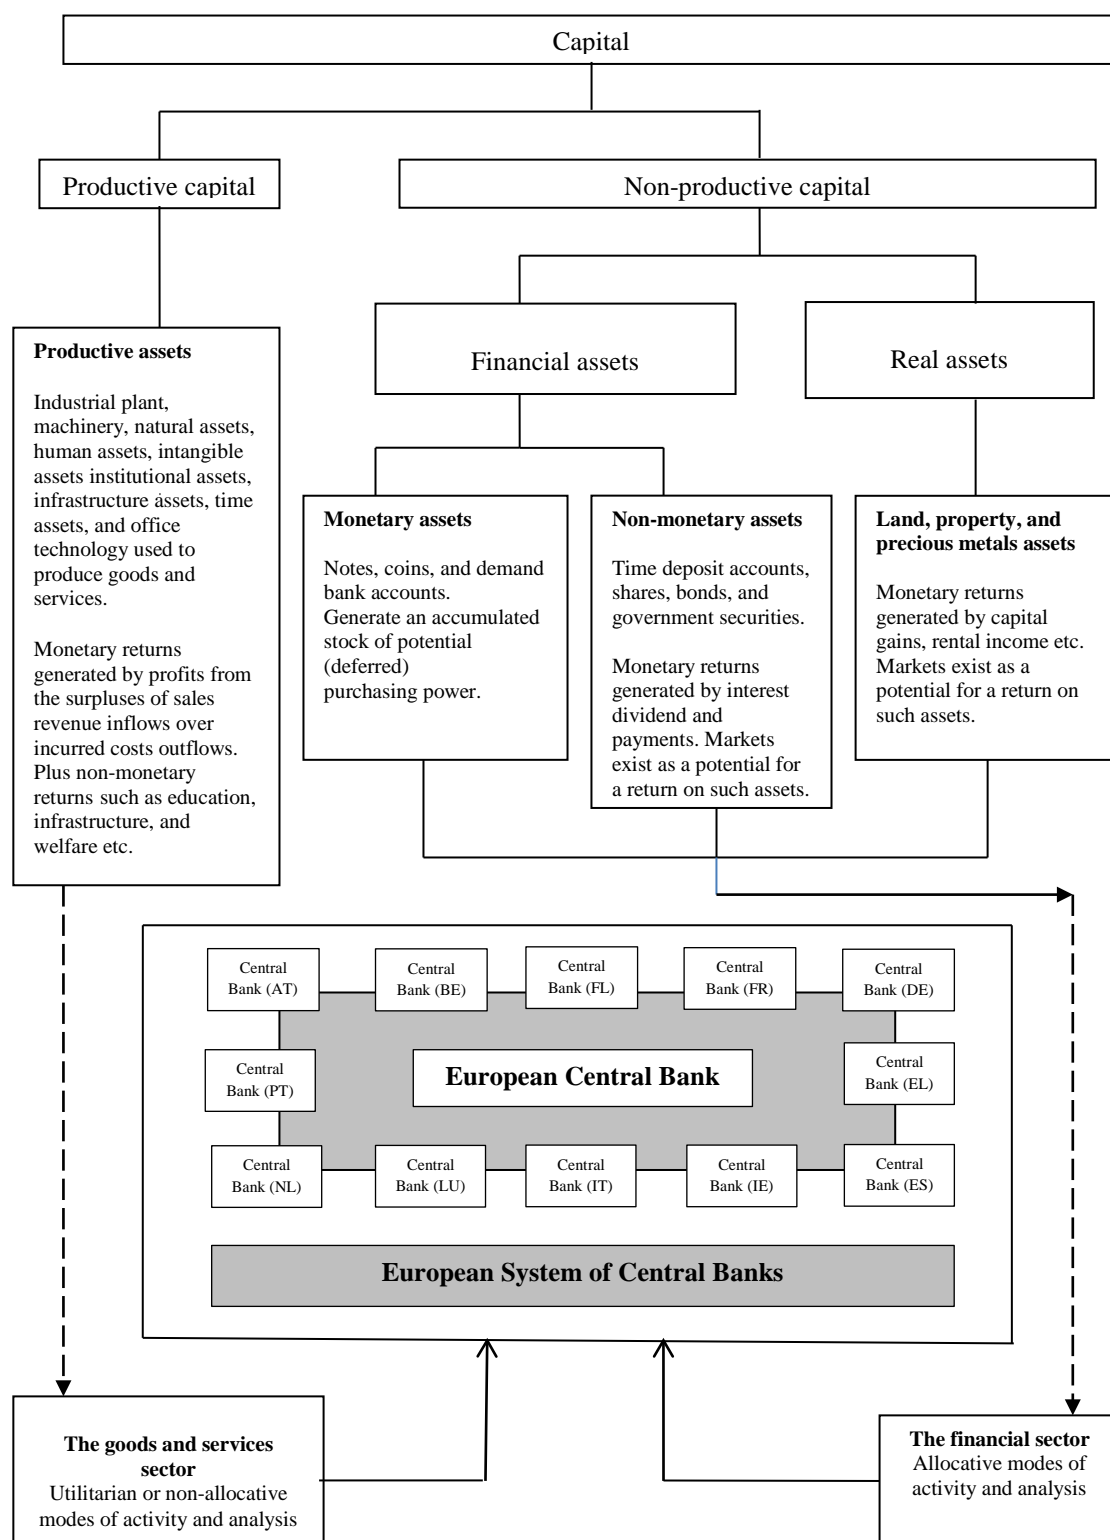 Capital
Productive capital
Non-productive capital
Financial assets
Real assets
Productive assets
Industrial plant,
machinery, natural assets,
human assets, intangible
assets institutional assets,
infrastructure assets, time
assets, and office
technology used to
produce goods and
services.
Monetary returns
generated by profits from
the surpluses of sales
revenue inflows over
incurred costs outflows.
Plus non-monetary
returns such as education,
infrastructure, and
welfare etc.
Monetary assets
Notes, coins, and demand
bank accounts.
Generate an accumulated
stock of potential
(deferred)
purchasing power.
Non-monetary assets
Time deposit accounts,
shares, bonds, and
government securities.
Monetary returns
generated by interest
dividend and
payments. Markets
exist as a potential for
a return on such assets.
Land, property, and
precious metals assets
Monetary returns
generated by capital
gains, rental income etc.
Markets exist as a
potential for a return on
such assets.
Central
Bank (AT)
Central
Bank (BE)
Central
Bank (FL)
Central
Bank (FR)
Central
Bank (DE)
Central
Bank (PT)
European Central Bank
Central
Bank (EL)
Central
Bank (NL)
Central
Bank (LU)
Central
Bank (IT)
Central
Bank (IE)
Central
Bank (ES)
European System of Central Banks
The goods and services
sector
Utilitarian or non-allocative
modes of activity and analysis
The financial sector
Allocative modes of
activity and analysis